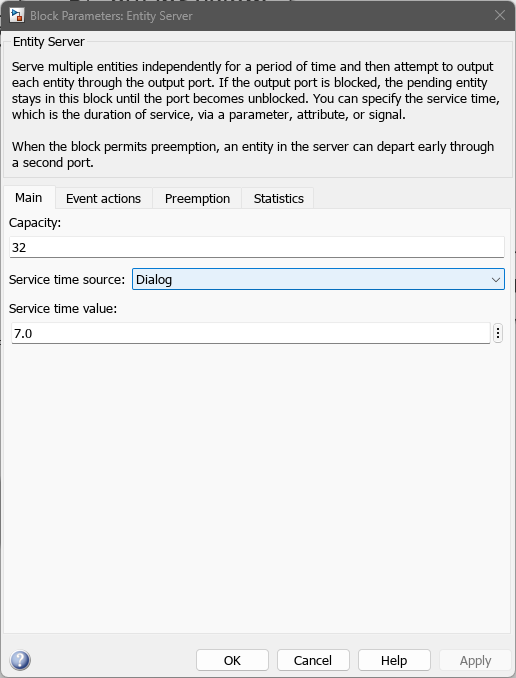 Block Parameters: Entity Server
Entity Server
Serve multiple entities independently for a period of time and then attempt to output
each entity through the output port. If the output port is blocked, the pending entity
stays in this block until the port becomes unblocked. You can specify the service time,
which is the duration of service, via a parameter, attribute, or signal.
When the block permits preemption, an entity in the server can depart early through
a second port.
Main Event actions Preemption Statistics
Capacity:
32
Service time source: Dialog
Service time value:
7.0
? OK Cancel Help Apply